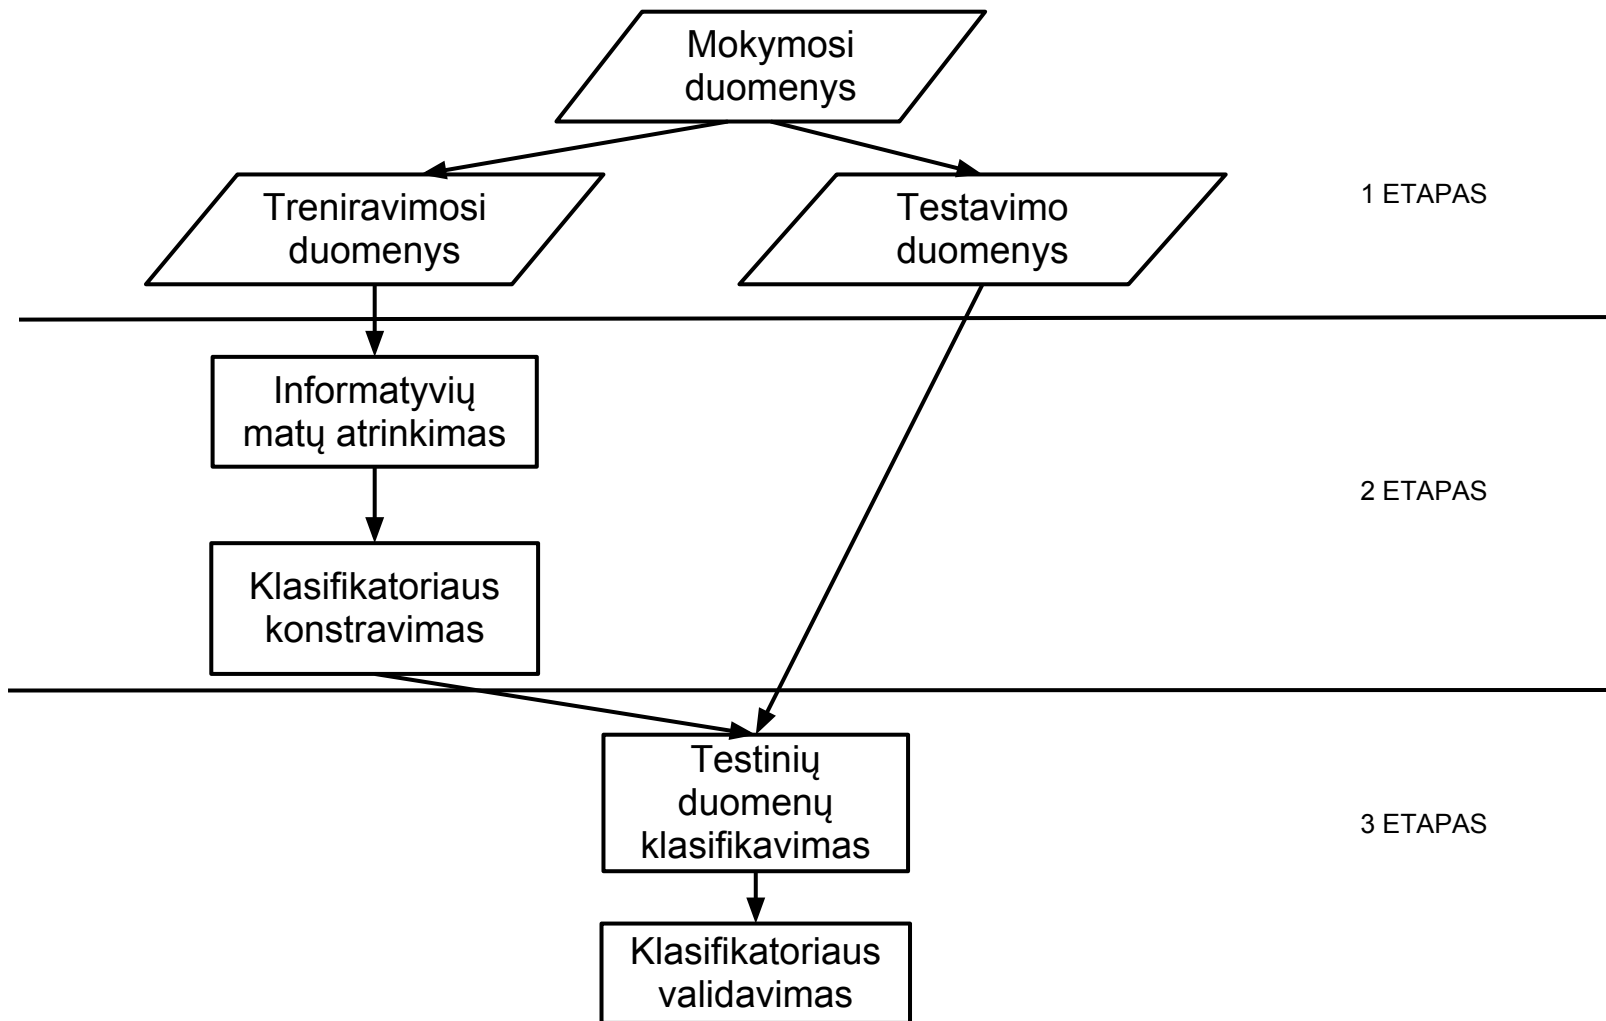 Mokymosi
duomenys
Treniravimosi
duomenys
Testavimo
duomenys
1 ETAPAS
Informatyvių
matų atrinkimas
2 ETAPAS
Klasifikatoriaus
konstravimas
Testinių
duomenų
klasifikavimas
3 ETAPAS
Klasifikatoriaus
validavimas